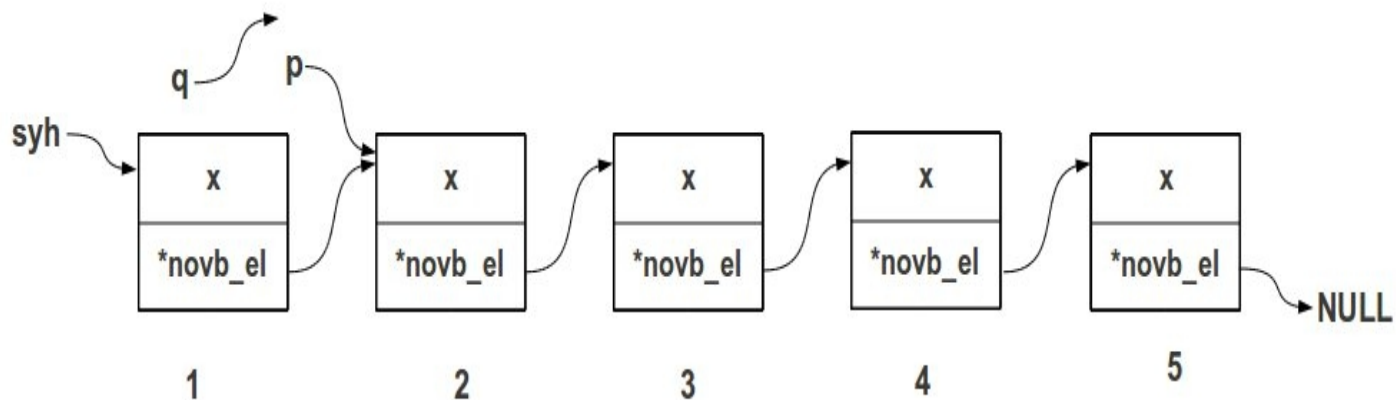 q
p
syh
x x x x x
*novb_el *novb_el *novb_el *novb_el *novb_el
NULL
1 2 3 4 5